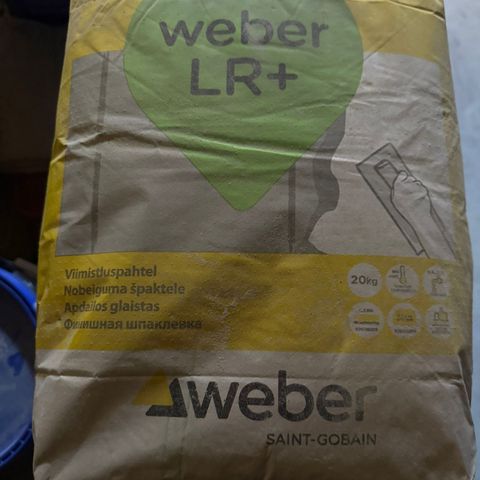 weber
LR+
Viimistluspahtel
Nobeiguma špaktele
Apdailos glaistas
Финишная шпаклевка
20kg
weber
SAINT-GOBAIN